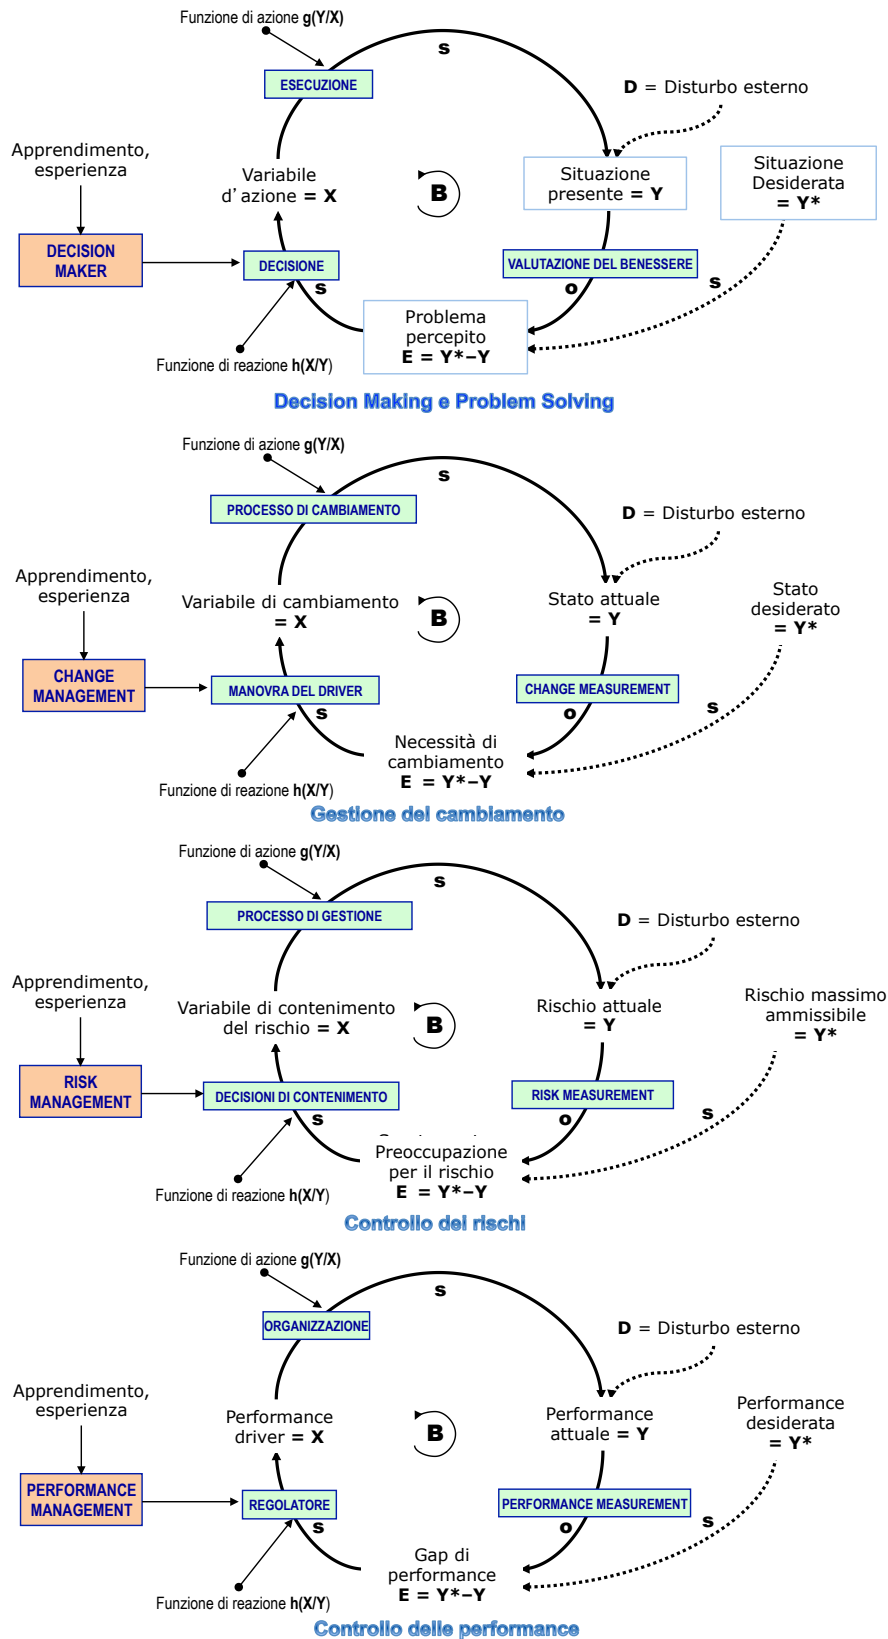 Funzione di azione g(Y/X)
s
ESECUZIONE
D = Disturbo esterno
Apprendimento,
esperienza
Variabile
d'azione = X
B
Situazione
presente = Y
Situazione
Desiderata
= Y*
DECISION
MAKER
DECISIONE
VALUTAZIONE DEL BENESSERE
s
o
s
Problema
percepito
E = Y*–Y
Funzione di reazione h(X/Y)
Decision Making e Problem Solving
Funzione di azione g(Y/X)
s
PROCESSO DI CAMBIAMENTO
D = Disturbo esterno
Apprendimento,
esperienza
Variabile di cambiamento
= X
B
Stato attuale
= Y
Stato
desiderato
= Y*
CHANGE
MANAGEMENT
MANOVRA DEL DRIVER
CHANGE MEASUREMENT
s
o
s
Necessità di
cambiamento
E = Y*–Y
Funzione di reazione h(X/Y)
Gestione del cambiamento
Funzione di azione g(Y/X)
s
PROCESSO DI GESTIONE
D = Disturbo esterno
Apprendimento,
esperienza
Variabile di contenimento
del rischio = X
B
Rischio attuale
= Y
Rischio massimo
ammissibile
= Y*
RISK
MANAGEMENT
DECISIONI DI CONTENIMENTO
RISK MEASUREMENT
s
o
s
Preoccupazione
per il rischio
E = Y*–Y
Funzione di reazione h(X/Y)
Controllo dei rischi
Funzione di azione g(Y/X)
s
ORGANIZZAZIONE
D = Disturbo esterno
Apprendimento,
esperienza
Performance
driver = X
B
Performance
attuale = Y
Performance
desiderata
= Y*
PERFORMANCE
MANAGEMENT
REGOLATORE
PERFORMANCE MEASUREMENT
s
o
s
Gap di
performance
E = Y*–Y
Funzione di reazione h(X/Y)
Controllo delle performance